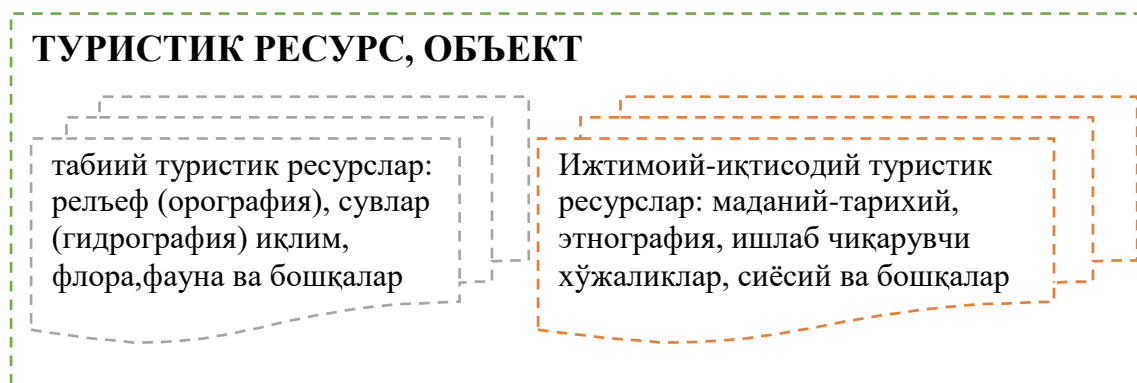 ТУРИСТИК РЕСУРС, ОБЪЕКТ
табиий туристик ресурслар:
релъеф (орография), сувлар
(гидрография) иқлим,
флора,фауна ва бошқалар
Ижтимоий-иқтисодий туристик
ресурслар: маданий-тарихий,
этнография, ишлаб чиқарувчи
хўжаликлар, сиёсий ва бошқалар